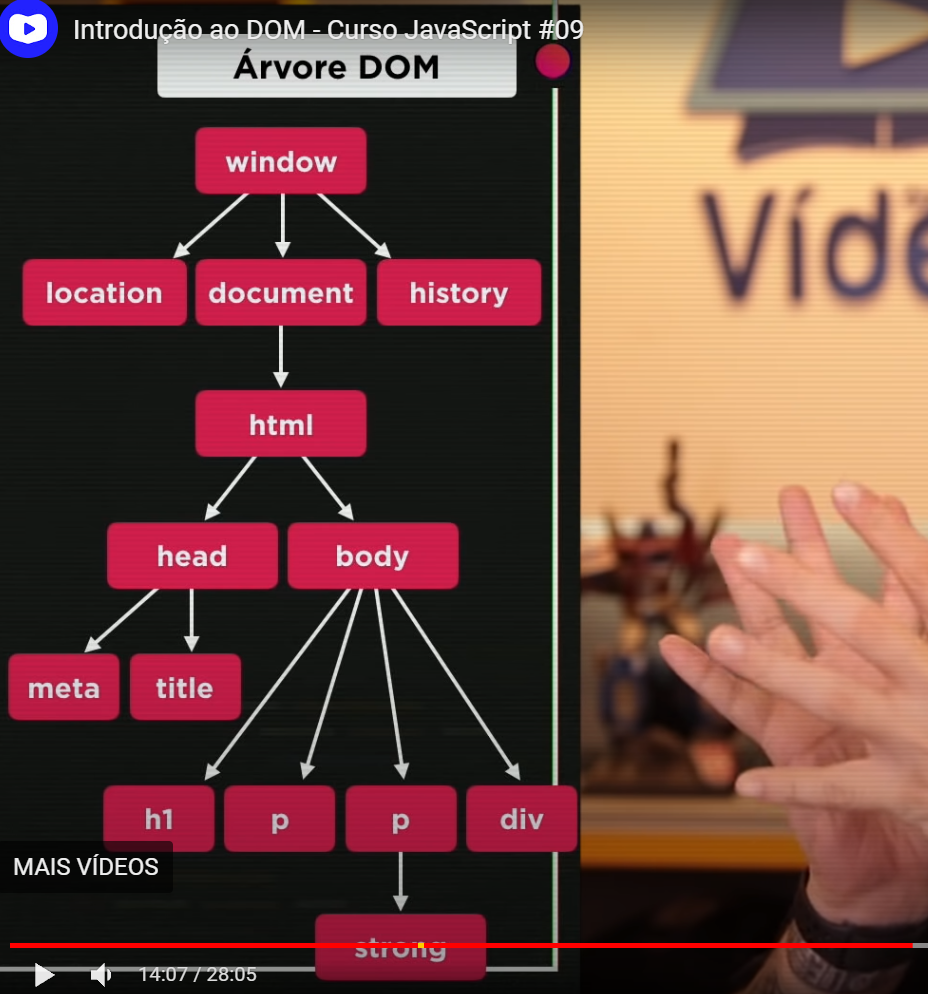 Introdução ao DOM - Curso JavaScript #09
Árvore DOM
window
location document history
html
head body
meta title
h1 p p div
MAIS VÍDEOS
strong
14:07 / 28:05